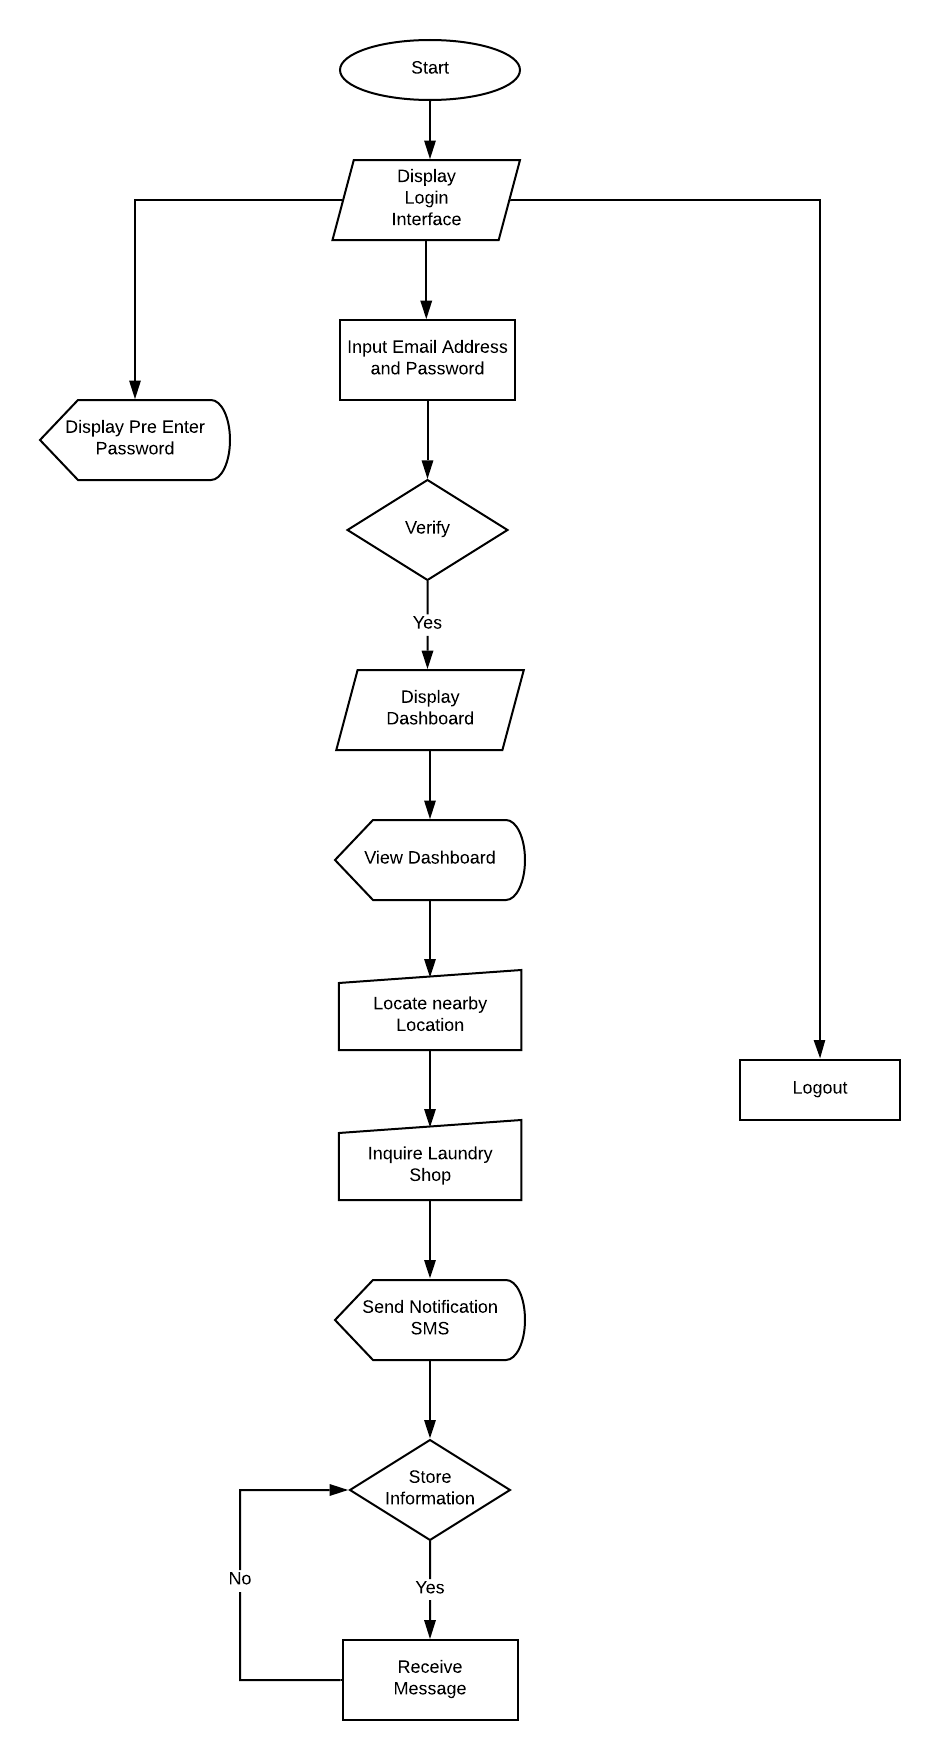 Start
Display
Login
Interface
Input Email Address
and Password
Display Pre Enter
Password
Verify
Yes
Display
Dashboard
View Dashboard
Locate nearby
Location
Logout
Inquire Laundry
Shop
Send Notification
SMS
Store
Information
No
Yes
Receive
Message